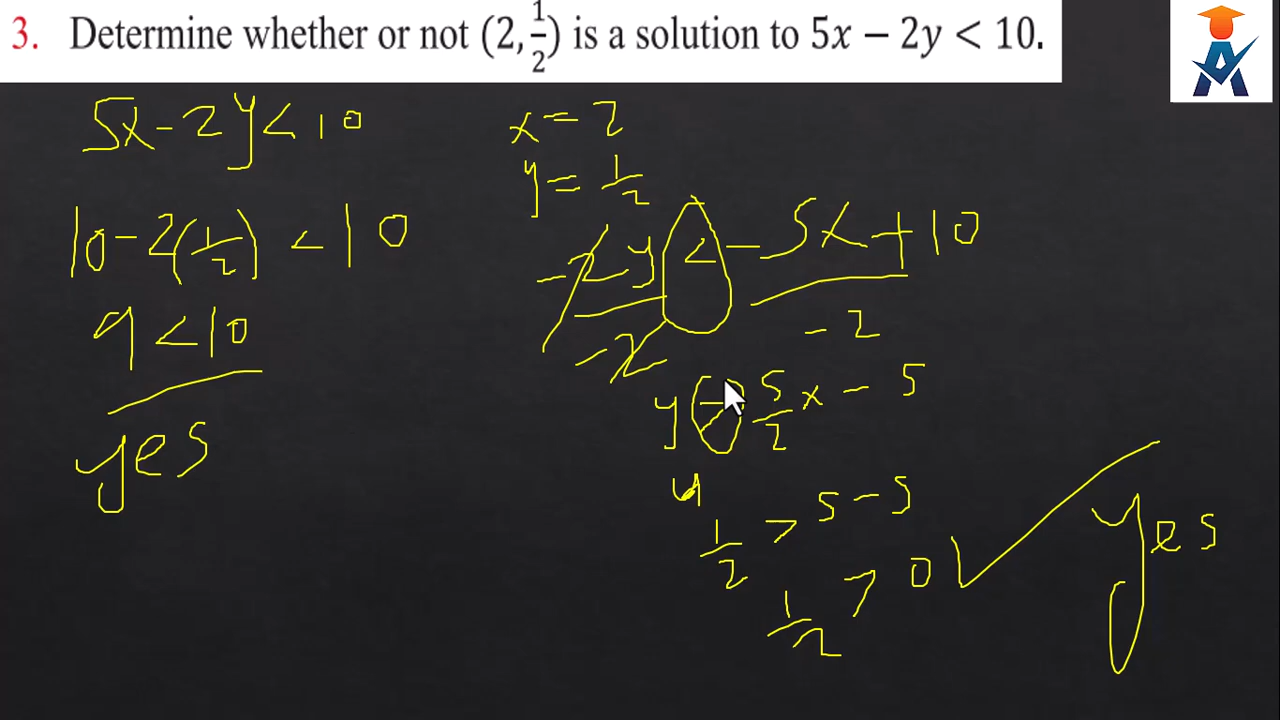 3. Determine whether or not (2, 1/2) is a solution to 5x − 2y < 10.
5x - 2y < 10
10 - 2(1/2) < 10
9 < 10
yes
x = 2
y = 1/2
-2y < -5x + 10
-2 -2
y > 5/2 x - 5
y
1/2 > 5 - 5
1/2 > 0
yes